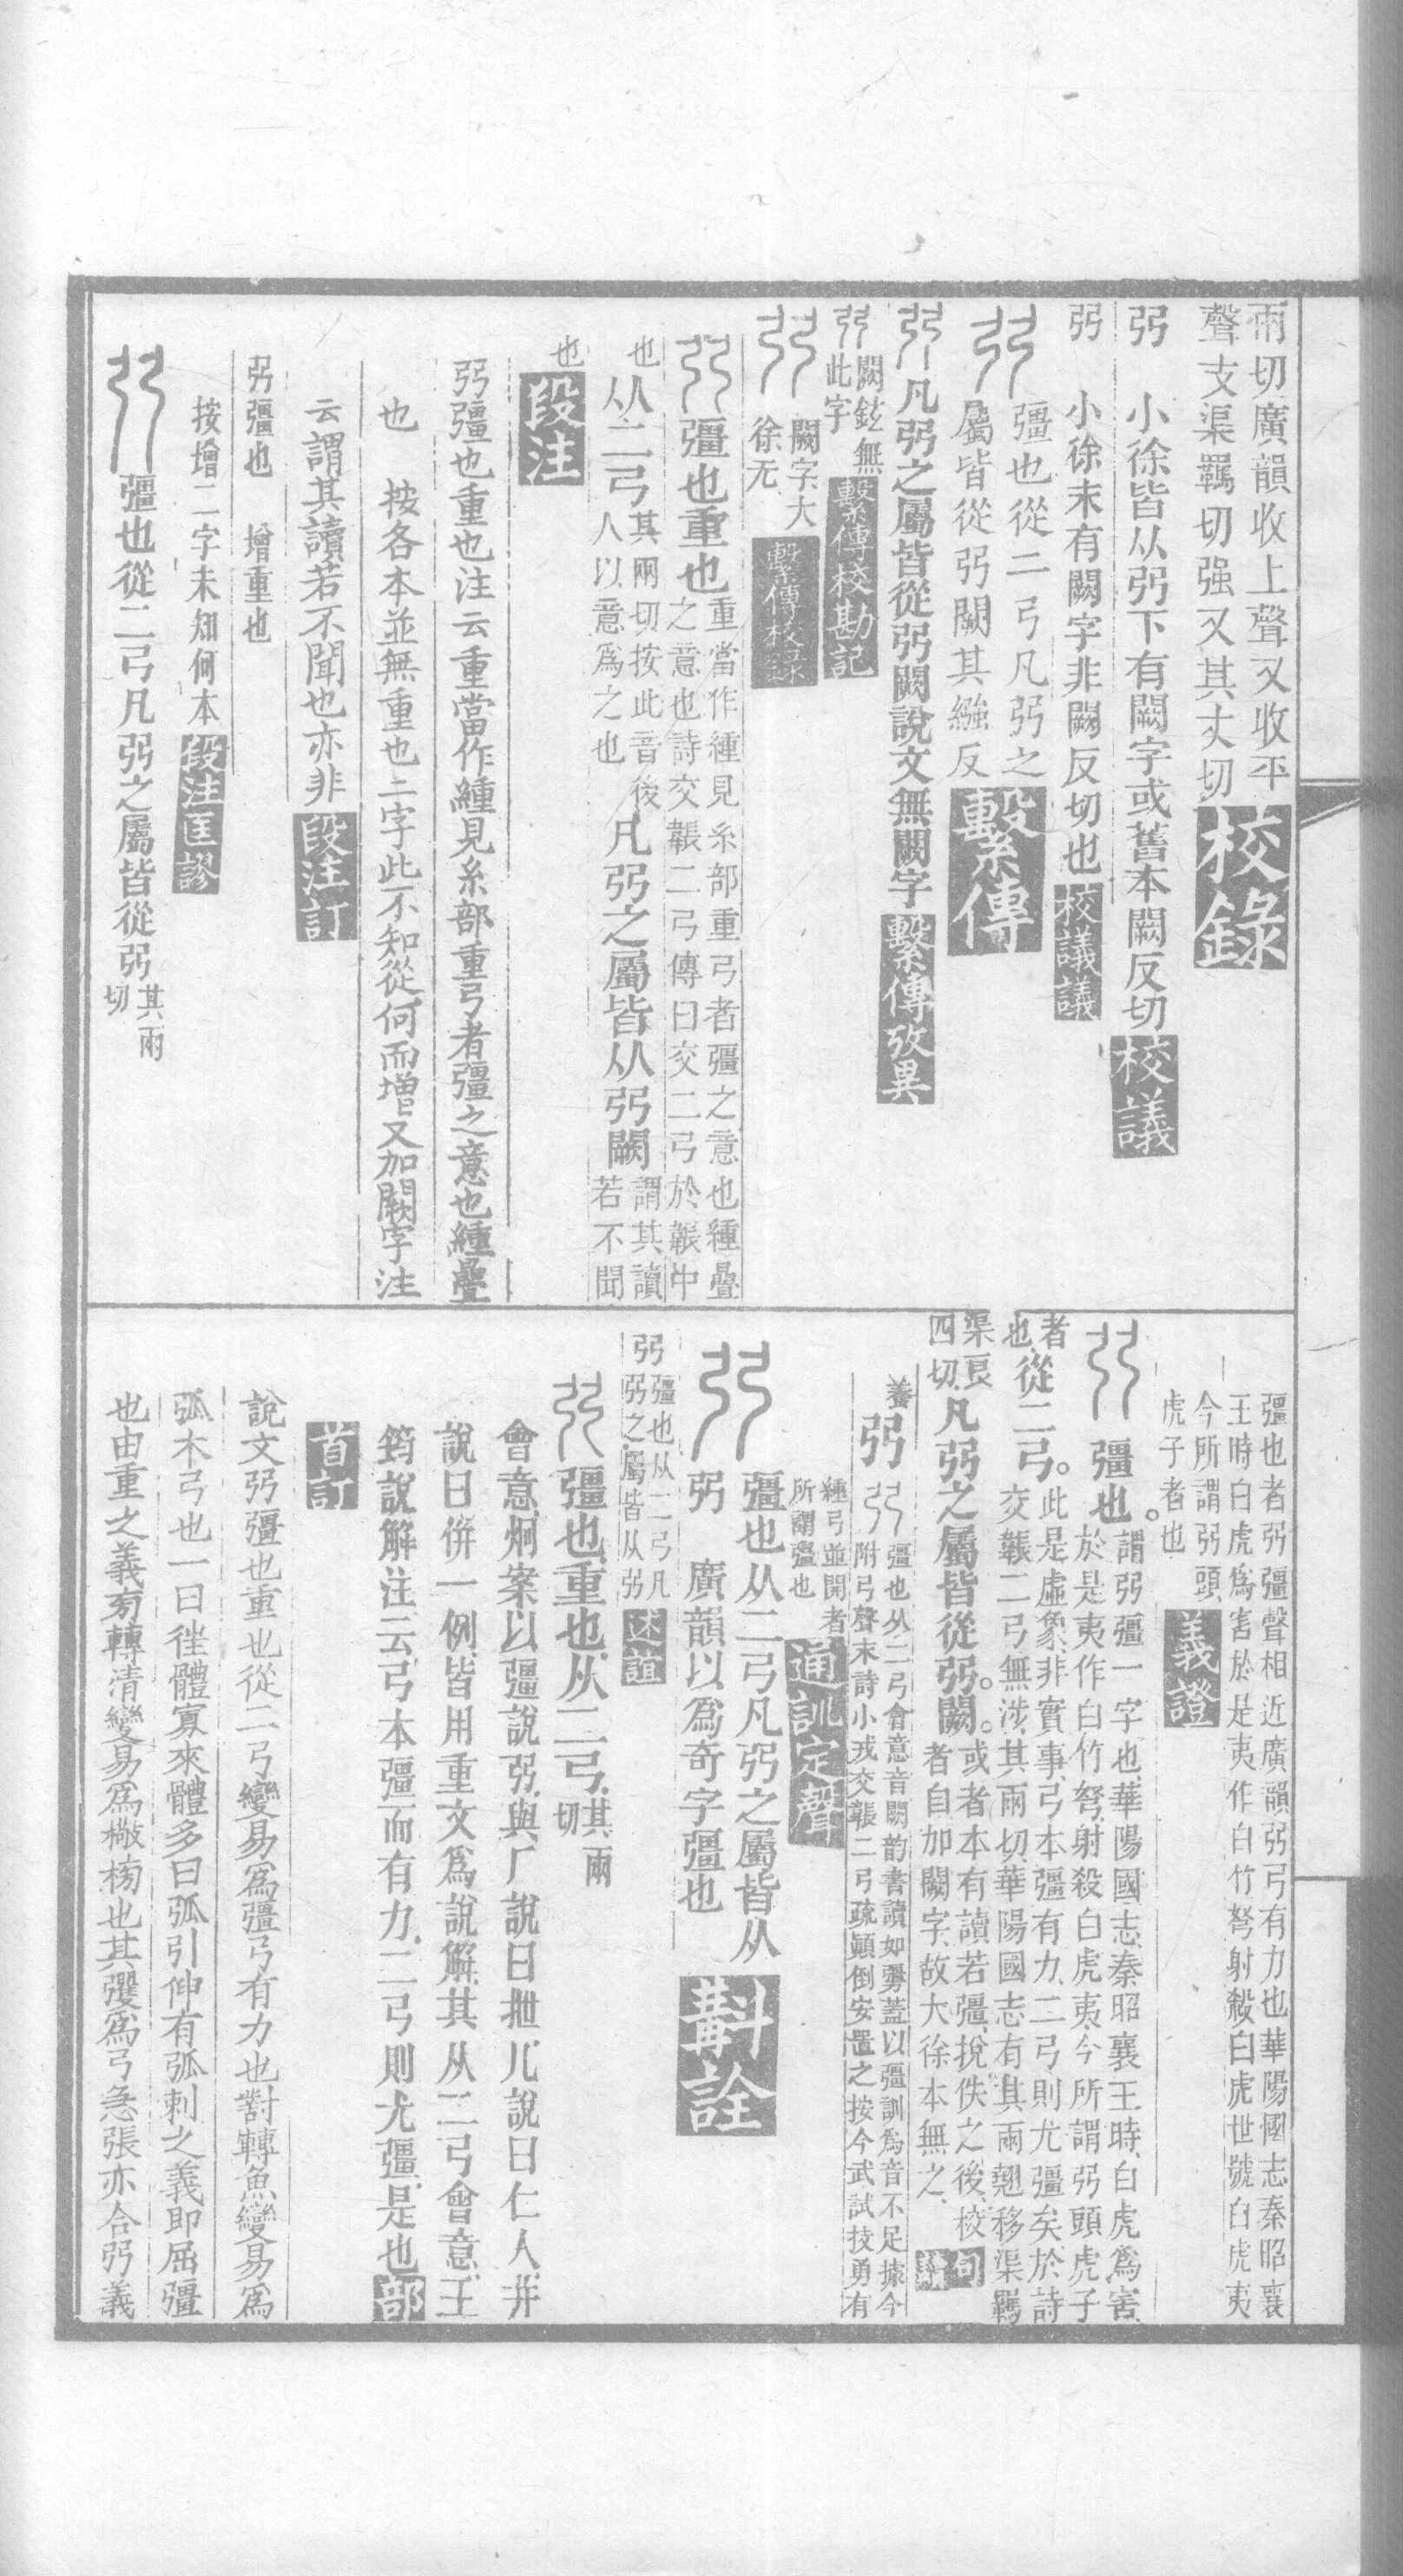 兩切廣韻收上聲又收平
聲支渠羈切强又其丈切校錄
弜　小徐皆从弜下有闕字或舊本闕反切校議
弜　小徐末有闕字非闕反切也校議議
弜彊也從二弓凡弜之
屬皆從弜闕其繦反繫傳
弜凡弜之屬皆從弜闕說文無闕字繫傳攷異
弜闕鉉無
此字繫傳校勘記
弜闕字大
徐无繫傳校錄
弜彊也重也重當作緟見糸部重弓者彊之意也緟疊
之意也詩交韔二弓傳曰交二弓於韔中
也从二弓其兩切按此音後
人以意爲之也凡弜之屬皆从弜闕謂其讀
若不聞
也段注
弜彊也重也注云重當作緟見糸部重弓者彊之意也緟疊
也　按各本並無重也二字此不知從何而增又加闕字注
云謂其讀若不聞也亦非段注訂
弜彊也　增重也
按增二字未知何本段注匡謬
弜彊也從二弓凡弜之屬皆從弜其兩
切
彊也者弜彊聲相近廣韻弜弓有力也華陽國志秦昭襄
王時白虎爲害於是夷作白竹弩射殺白虎世號白虎夷
今所謂弜頭
虎子者也義證
弜彊也。謂弜彊一字也華陽國志秦昭襄王時白虎爲害
於是夷作白竹弩射殺白虎夷今所謂弜頭虎子
者
也從二弓。此是虛象非實事弓本彊有力二弓則尤彊矣於詩
交韔二弓無涉其兩切華陽國志有其兩翹移渠羈
渠良
四切凡弜之屬皆從弜。闕。或者本有讀若彊捝佚之後校
者自加闕字故大徐本無之句讀
弜彊也从二弓會意音闕韵書讀如彊蓋以彊訓爲音不足據今
附弓聲末詩小戎交韔二弓疏顛倒安置之按今武試技勇有
緟弓並開者
所謂彊也通訓定聲
弜彊也从二弓凡弜之屬皆从
弜　廣韻以爲奇字彊也斠詮
弜彊也从二弓凡
弜之屬皆从弜述誼
弜彊也重也从二弓其兩
切
會意炯案以彊說弜與厂說曰抴儿說曰仁人幷
說曰併一例皆用重文爲說解其从二弓會意王
筠說解注云弓本彊而有力二弓則尤彊是也部
首訂
說文弜彊也重也從二弓變易爲彊弓有力也對轉魚變易爲
弧木弓也一曰往體寡來體多曰弧引伸有弧剌之義卽屈彊
也由重之義旁轉淸變易爲檠榜也其彏爲弓急張亦合弜義